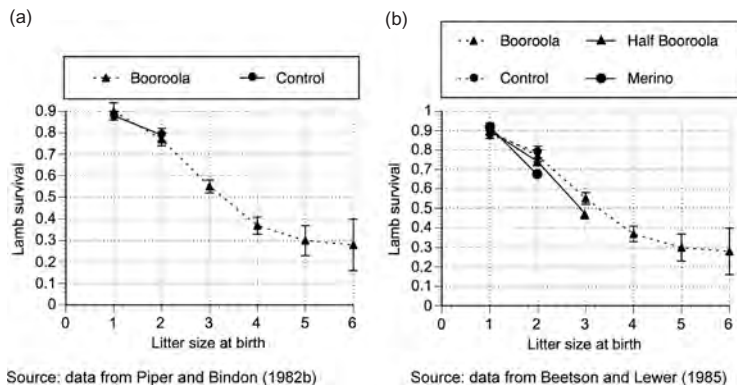 (a)
Booroola Control
0.9
0.8
0.7
0.6
0.5
0.4
0.3
0.2
0.1
0
Lamb survival
0 1 2 3 4 5 6
Litter size at birth
Source: data from Piper and Bindon (1982b)
(b)
Booroola Half Booroola
Control Merino
1
0.9
0.8
0.7
0.6
0.5
0.4
0.3
0.2
0.1
0
Lamb survival
0 1 2 3 4 5 6
Litter size at birth
Source: data from Beetson and Lewer (1985)